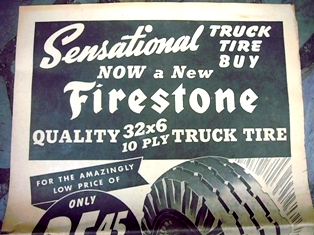 Sensational TRUCK
TIRE
BUY
NOW a New
Firestone
QUALITY 32x6
10 PLY TRUCK TIRE
FOR THE AMAZINGLY
LOW PRICE OF
ONLY